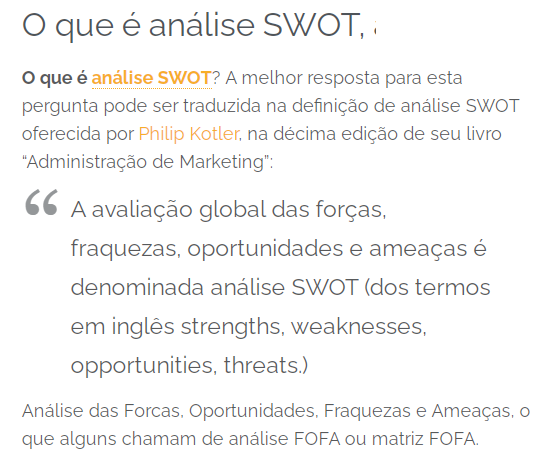 O que é análise SWOT,
O que é análise SWOT? A melhor resposta para esta
pergunta pode ser traduzida na definição de análise SWOT
oferecida por Philip Kotler, na décima edição de seu livro
“Administração de Marketing”:
“ A avaliação global das forças,
fraquezas, oportunidades e ameaças é
denominada análise SWOT (dos termos
em inglês strengths, weaknesses,
opportunities, threats.)
Análise das Forcas, Oportunidades, Fraquezas e Ameaças, o
que alguns chamam de análise FOFA ou matriz FOFA.